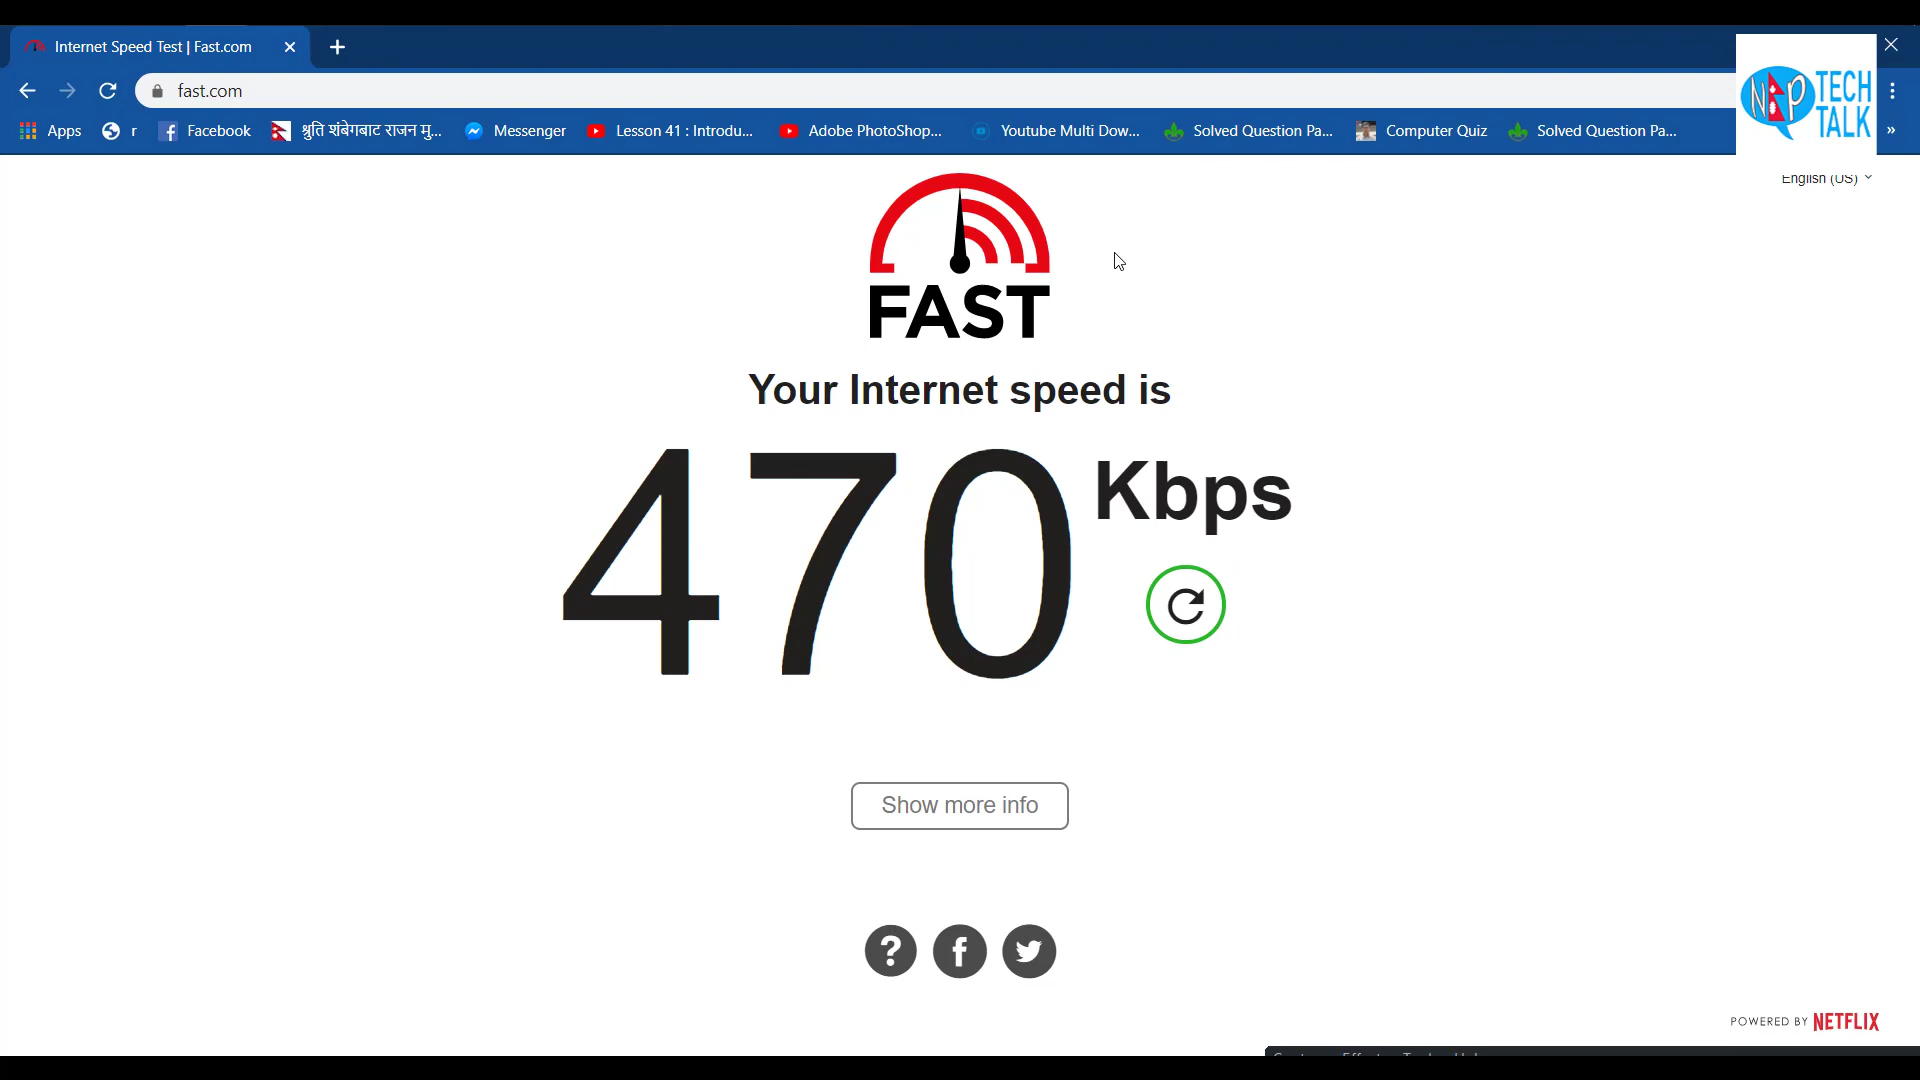 Internet Speed Test | Fast.com
fast.com
Apps r Facebook श्रुति शंबेगबाट राजन मु... Messenger Lesson 41 : Introdu... Adobe PhotoShop... Youtube Multi Dow... Solved Question Pa... Computer Quiz Solved Question Pa...
NEP TECH TALK
English (US)
FAST
Your Internet speed is
470 Kbps
Show more info
POWERED BY NETFLIX